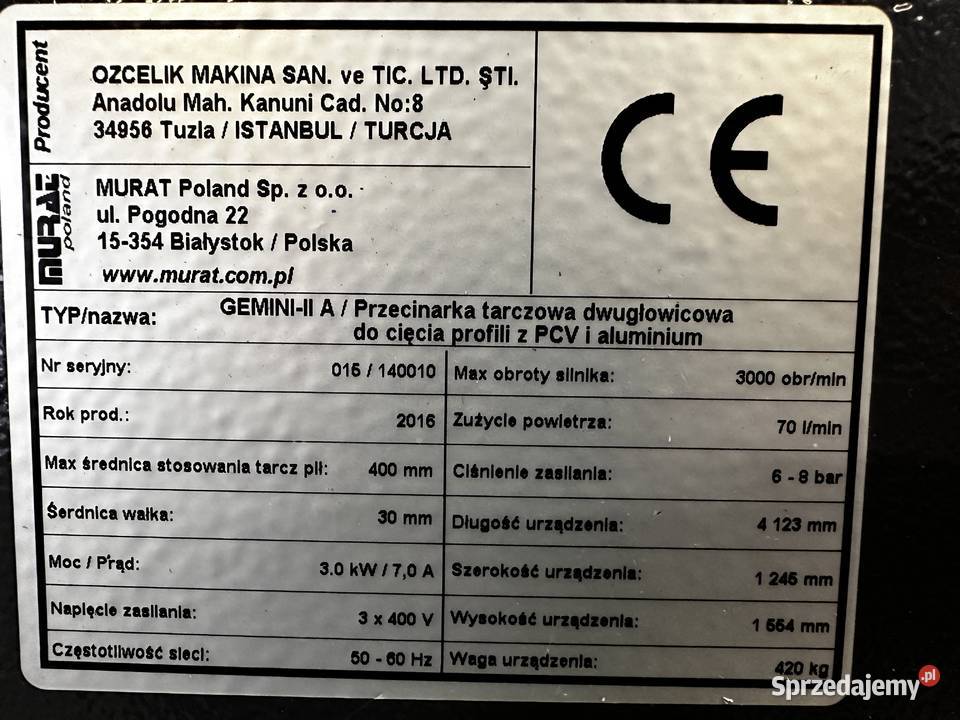 Producent
OZCELIK MAKINA SAN. ve TIC. LTD. ŞTI.
Anadolu Mah. Kanuni Cad. No:8
34956 Tuzla / ISTANBUL / TURCJA
CE
MURAT
poland
MURAT Poland Sp. z o.o.
ul. Pogodna 22
15-354 Białystok / Polska
www.murat.com.pl
TYP/nazwa: GEMINI-II A / Przecinarka tarczowa dwugłowicowa
do cięcia profili z PCV i aluminium
Nr seryjny: 015 / 140010 Max obroty silnika: 3000 obr/min
Rok prod.: 2016 Zużycie powietrza: 70 l/min
Max średnica stosowania tarcz pił: 400 mm Ciśnienie zasilania: 6 - 8 bar
Śerdnica wałka: 30 mm Długość urządzenia: 4 123 mm
Moc / Prąd: 3.0 kW / 7,0 A Szerokość urządzenia: 1 245 mm
Napięcie zasilania: 3 x 400 V Wysokość urządzenia: 1 554 mm
Częstotliwość sieci: 50 - 60 Hz Waga urządzenia: 420 kg
Sprzedajemy.pl